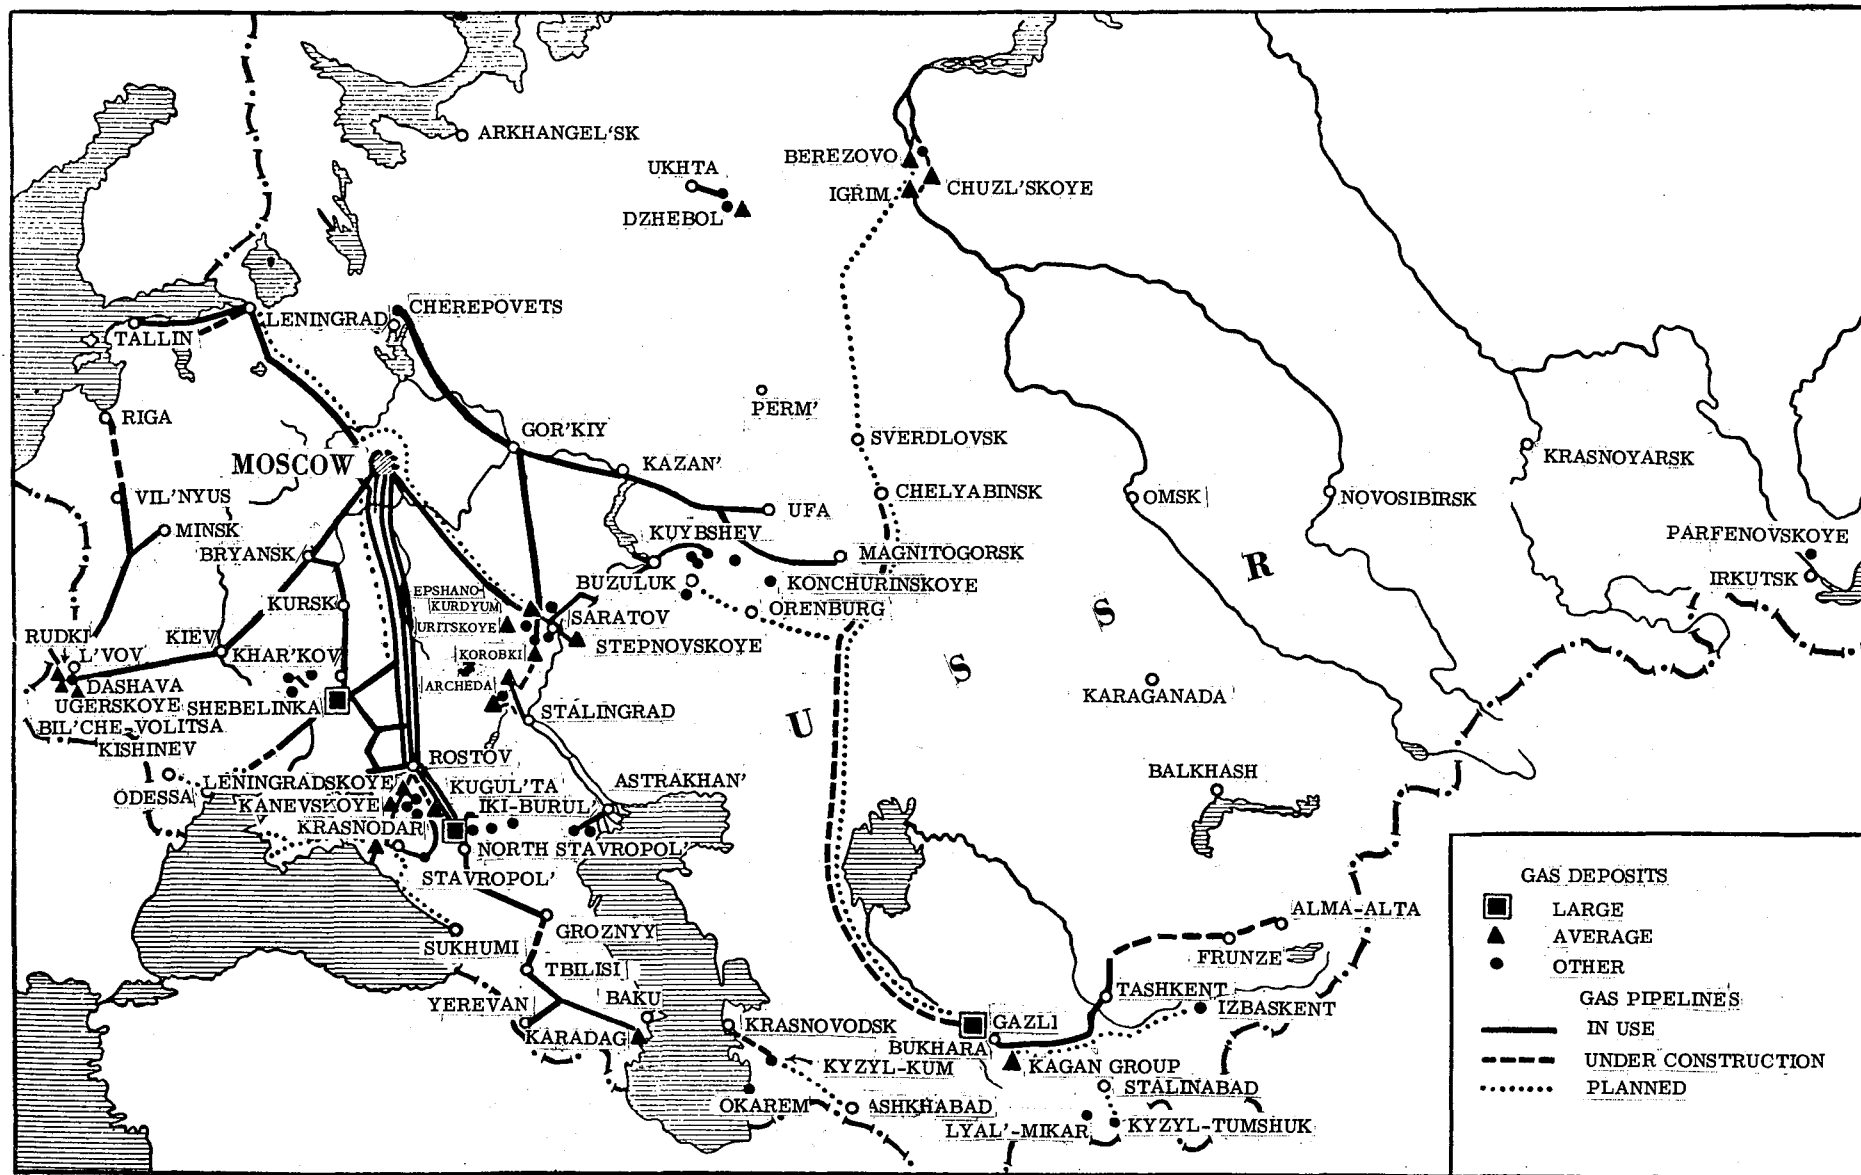 ARKHANGEL'SK
UKHTA
DZHEBOL
BEREZOVO
IGRIM
CHUZL'SKOYE
CHEREPOVETS
LENINGRAD
TALLIN
RIGA
PERM'
GOR'KIY
SVERDLOVSK
MOSCOW
KAZAN'
KRASNOYARSK
VIL'NYUS
CHELYABINSK
OMSK
NOVOSIBIRSK
MINSK
UFA
KUYBSHEV
PARFENOVSKOYE
BRYANSK
MAGNITOGORSK
IRKUTSK
BUZULUK
KONCHURINSKOYE
EPSHANO-
KURDYUM
KURSK
ORENBURG
URITSKOYE
SARATOV
RUDKI
KIEV
STEPNOVSKOYE
L'VOV
KHAR'KOV
KOROBKI
U S S R
DASHAVA
ARCHEDA
KARAGANADA
UGERSKOYE
SHEBELINKA
STALINGRAD
BIL'CHE-VOLITSA
KISHINEV
ROSTOV
BALKHASH
LENINGRADSKOYE
KUGUL'TA
ASTRAKHAN'
ODESSA
KANEVSKOYE
IKI-BURUL'
KRASNODAR
NORTH STAVROPOL'
STAVROPOL'
ALMA-ALTA
SUKHUMI
GROZNYY
FRUNZE
TBILISI
YEREVAN
BAKU
TASHKENT
IZBASKENT
KARADAG
KRASNOVODSK
GAZLI
BUKHARA
KYZYL-KUM
KAGAN GROUP
OKAREM
ASHKHABAD
STALINABAD
LYAL'-MIKAR
KYZYL-TUMSHUK
GAS DEPOSITS
LARGE
AVERAGE
OTHER
GAS PIPELINES
IN USE
UNDER CONSTRUCTION
PLANNED